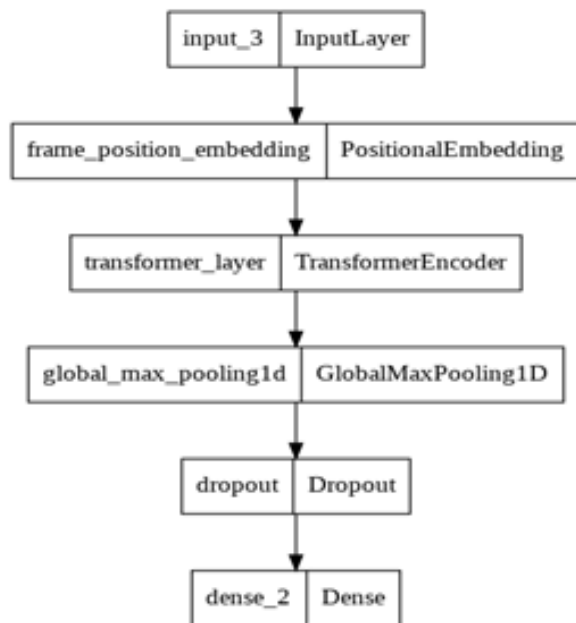 input_3 InputLayer
frame_position_embedding PositionalEmbedding
transformer_layer TransformerEncoder
global_max_pooling1d GlobalMaxPooling1D
dropout Dropout
dense_2 Dense